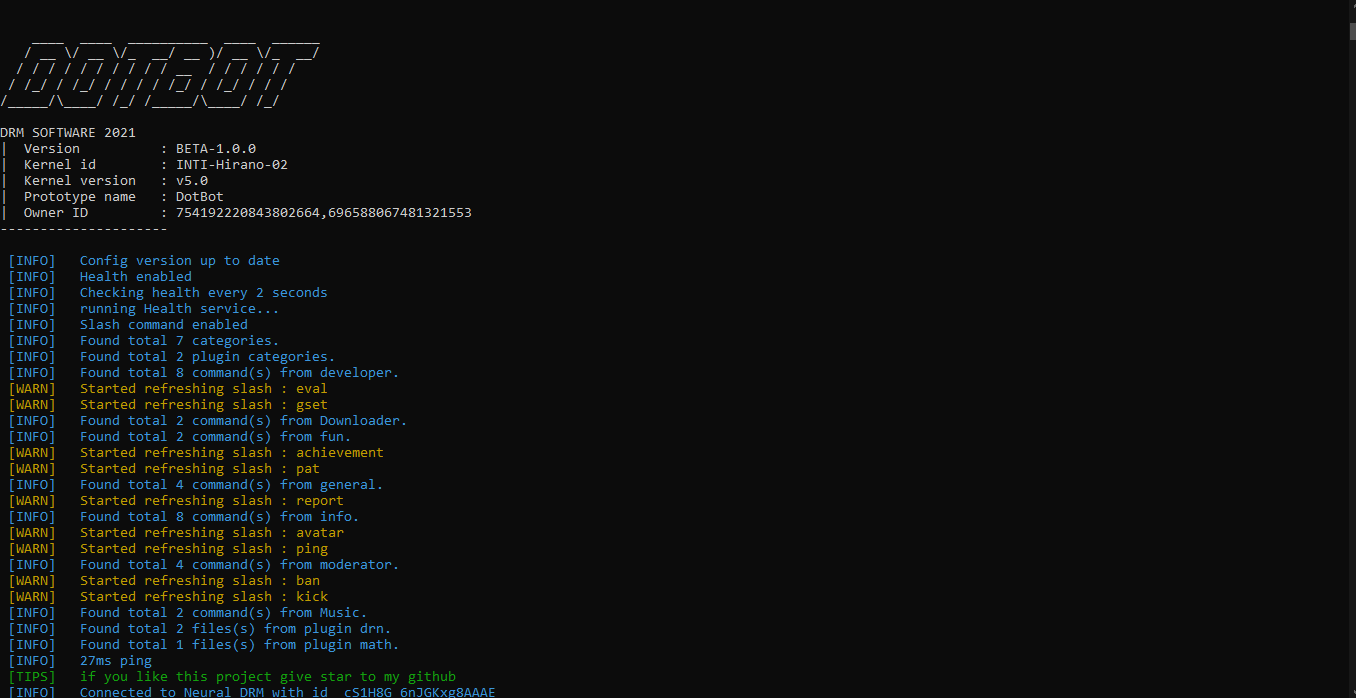 DOTBOT
DRM SOFTWARE 2021
| Version : BETA-1.0.0
| Kernel id : INTI-Hirano-02
| Kernel version : v5.0
| Prototype name : DotBot
| Owner ID : 754192220843802664,696588067481321553
---------------------
[INFO] Config version up to date
[INFO] Health enabled
[INFO] Checking health every 2 seconds
[INFO] running Health service...
[INFO] Slash command enabled
[INFO] Found total 7 categories.
[INFO] Found total 2 plugin categories.
[INFO] Found total 8 command(s) from developer.
[WARN] Started refreshing slash : eval
[WARN] Started refreshing slash : gset
[INFO] Found total 2 command(s) from Downloader.
[INFO] Found total 2 command(s) from fun.
[WARN] Started refreshing slash : achievement
[WARN] Started refreshing slash : pat
[INFO] Found total 4 command(s) from general.
[WARN] Started refreshing slash : report
[INFO] Found total 8 command(s) from info.
[WARN] Started refreshing slash : avatar
[WARN] Started refreshing slash : ping
[INFO] Found total 4 command(s) from moderator.
[WARN] Started refreshing slash : ban
[WARN] Started refreshing slash : kick
[INFO] Found total 2 command(s) from Music.
[INFO] Found total 2 files(s) from plugin drn.
[INFO] Found total 1 files(s) from plugin math.
[INFO] 27ms ping
[TIPS] if you like this project give star to my github
[INFO] Connected to Neural DRM with id _cS1H8G_6nJGKxg8AAAE